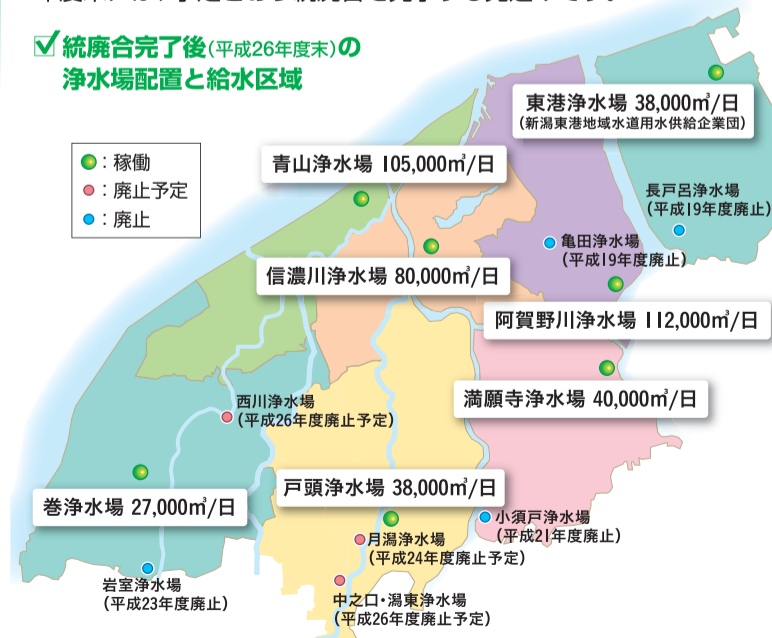 統廃合完了後(平成26年度末)の
浄水場配置と給水区域
：稼働
：廃止予定
：廃止
東港浄水場 38,000㎥/日
(新潟東港地域水道用水供給企業団)
青山浄水場 105,000㎥/日
長戸呂浄水場
(平成19年度廃止)
亀田浄水場
(平成19年度廃止)
信濃川浄水場 80,000㎥/日
阿賀野川浄水場 112,000㎥/日
満願寺浄水場 40,000㎥/日
西川浄水場
(平成26年度廃止予定)
戸頭浄水場 38,000㎥/日
巻浄水場 27,000㎥/日
小須戸浄水場
(平成21年度廃止)
月潟浄水場
(平成24年度廃止予定)
岩室浄水場
(平成23年度廃止)
中之口・潟東浄水場
(平成26年度廃止予定)